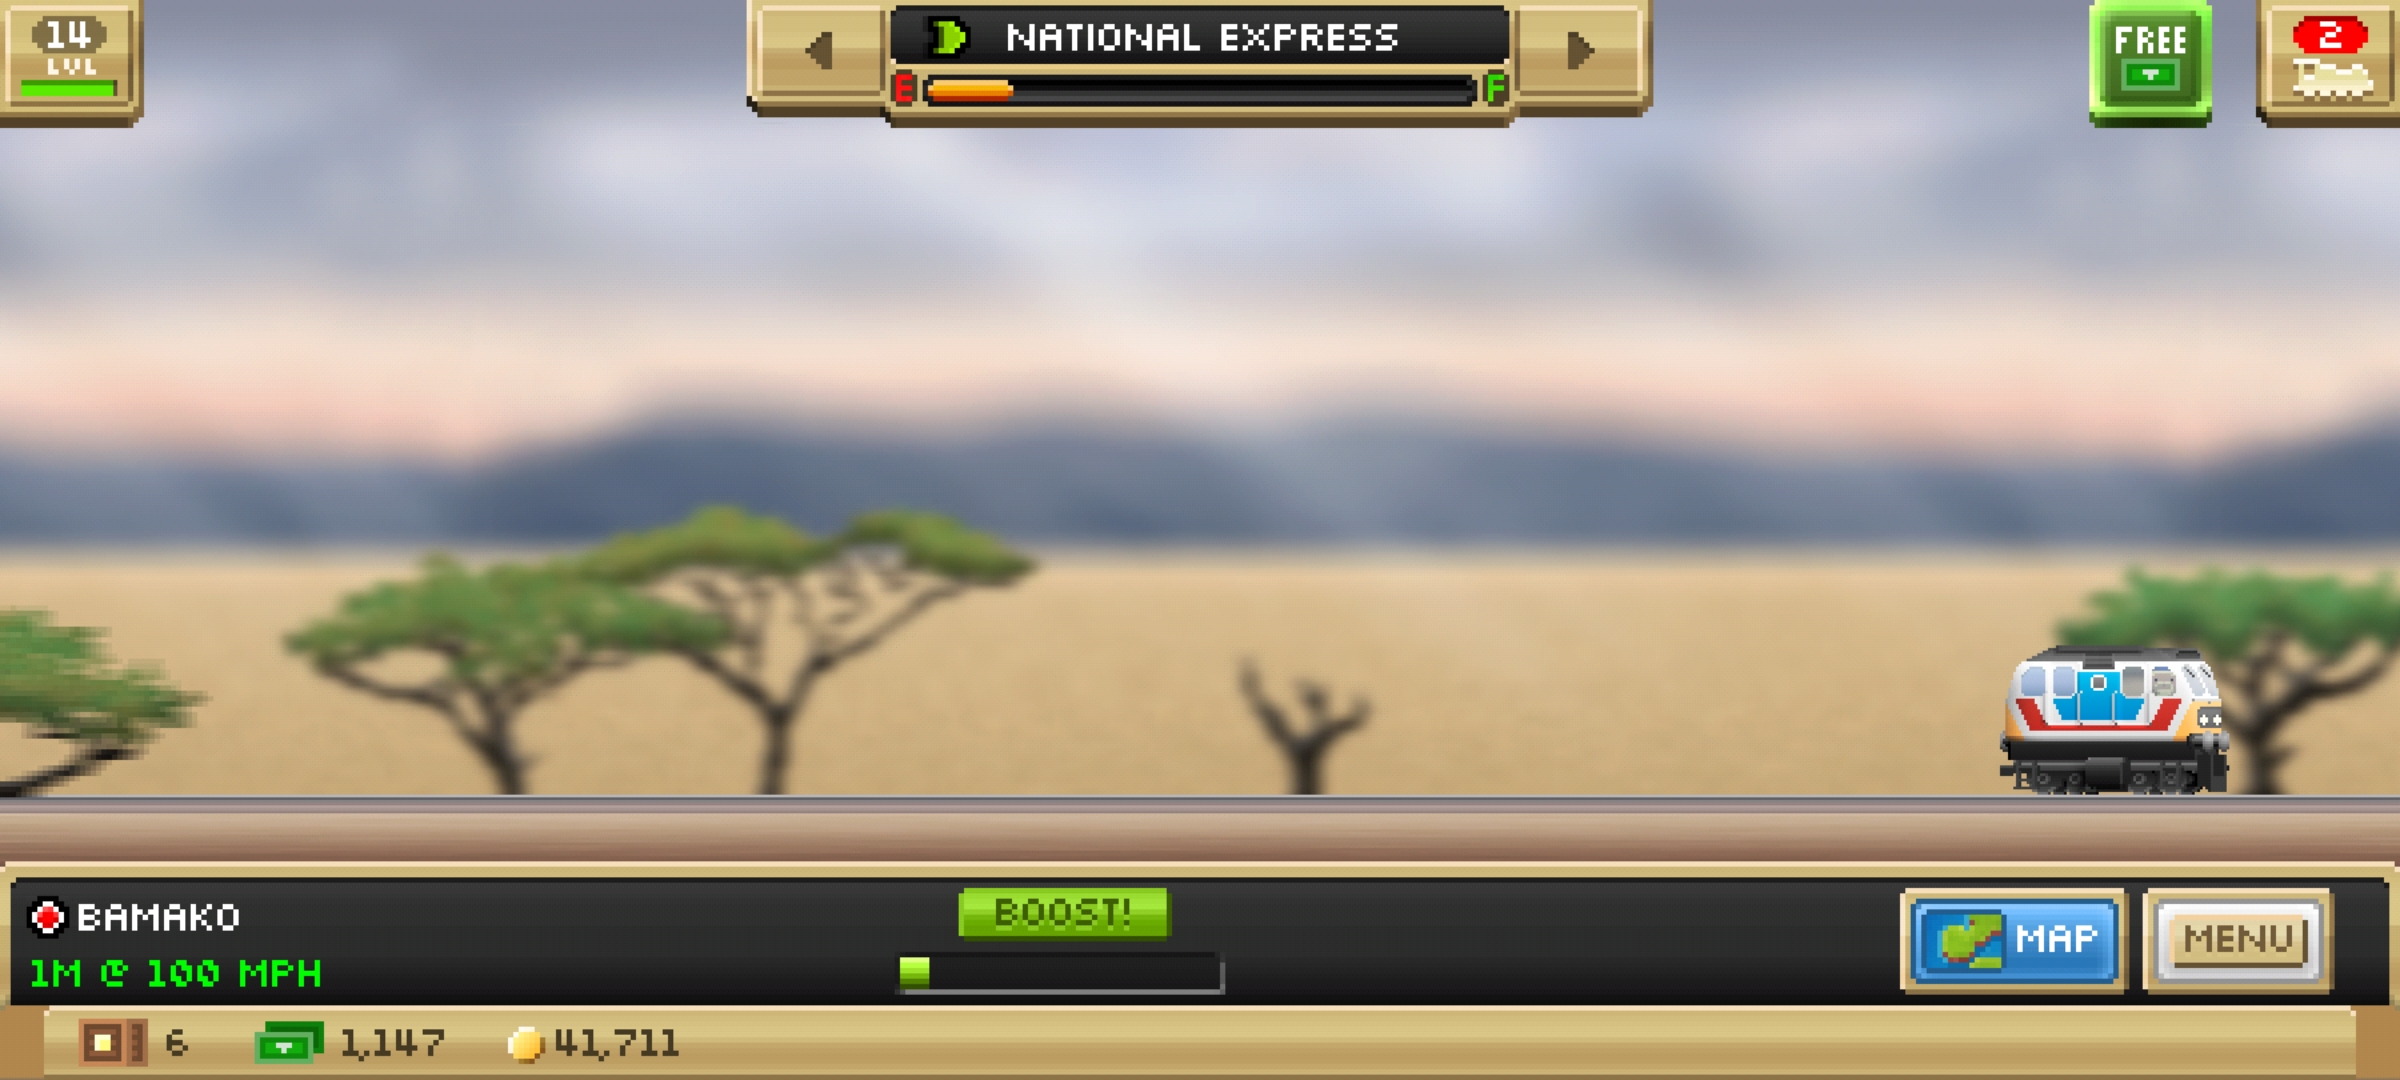 14
LVL
NATIONAL EXPRESS
E F
FREE
2
BAMAKO
1M @ 100 MPH
BOOST!
MAP
MENU
6
1,147
41,711